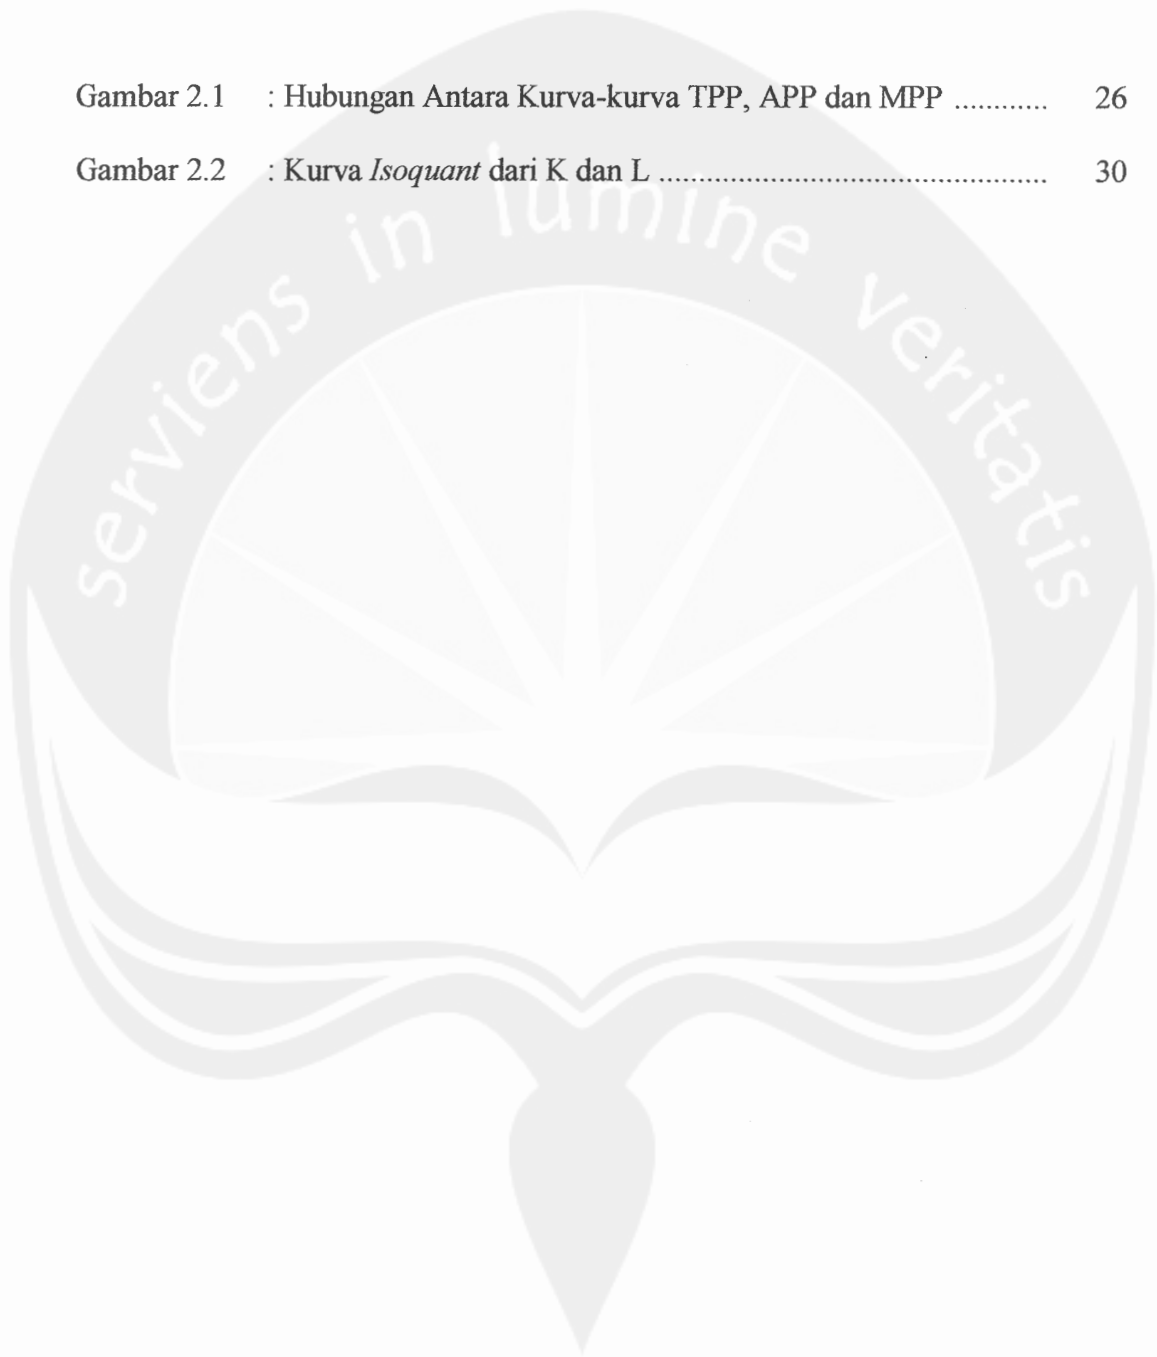 Gambar 2.1 : Hubungan Antara Kurva-kurva TPP, APP dan MPP ............ 26
Gambar 2.2 : Kurva Isoquant dari K dan L ................................................. 30
serviens in lumine veritatis